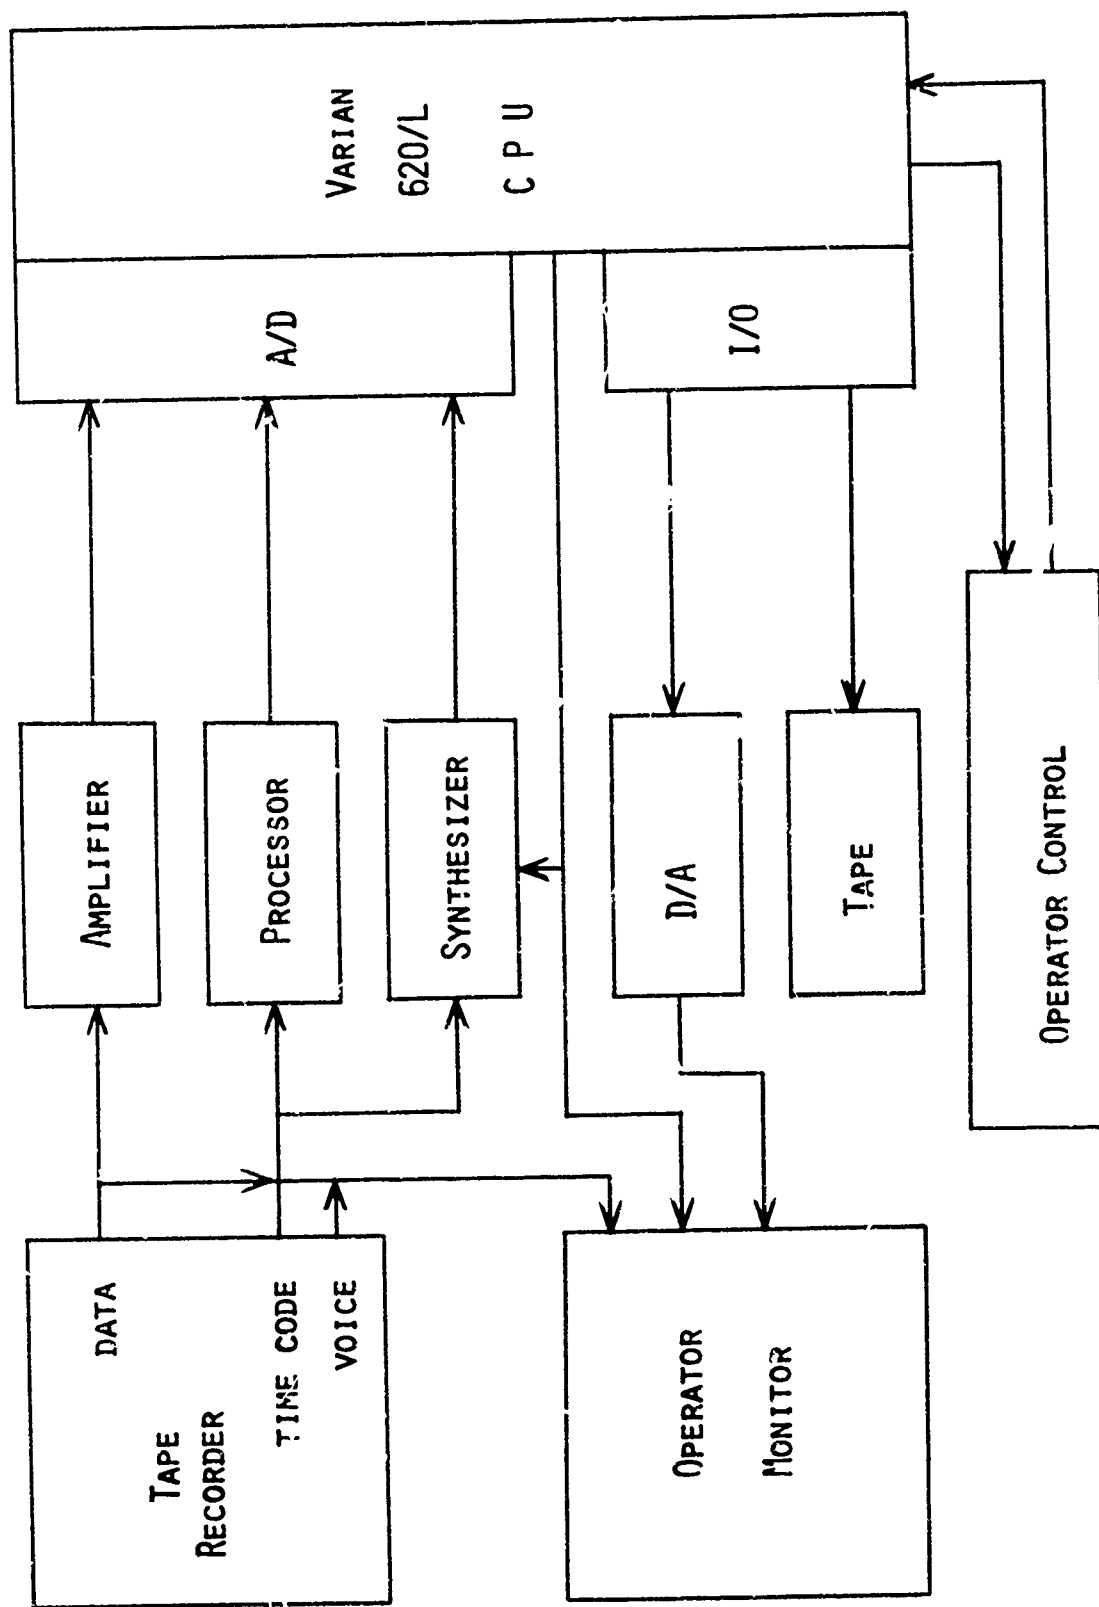 TAPE
RECORDER
DATA
TIME CODE
VOICE
AMPLIFIER
PROCESSOR
SYNTHESIZER
A/D
VARIAN
620/L
C P U
I/O
D/A
TAPE
OPERATOR
MONITOR
OPERATOR CONTROL